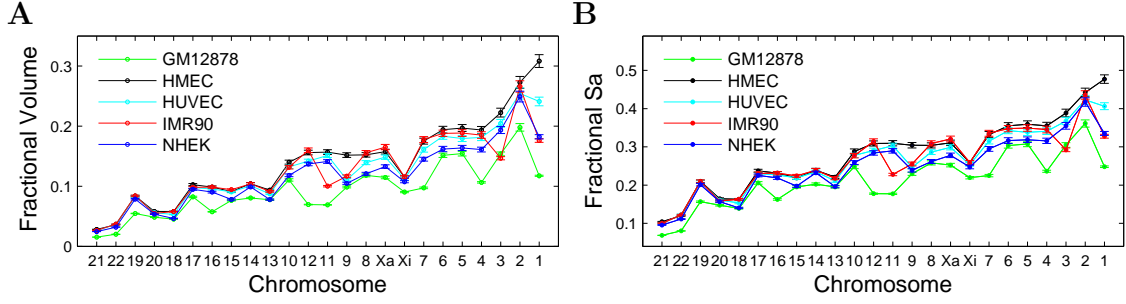 A
Fractional Volume
0.3
0.2
0.1
0
GM12878
HMEC
HUVEC
IMR90
NHEK
21 22 19 20 18 17 16 15 14 13 10 12 11 9 8 Xa Xi 7 6 5 4 3 2 1
Chromosome
B
Fractional Sa
0.5
0.4
0.3
0.2
0.1
GM12878
HMEC
HUVEC
IMR90
NHEK
21 22 19 20 18 17 16 15 14 13 10 12 11 9 8 Xa Xi 7 6 5 4 3 2 1
Chromosome